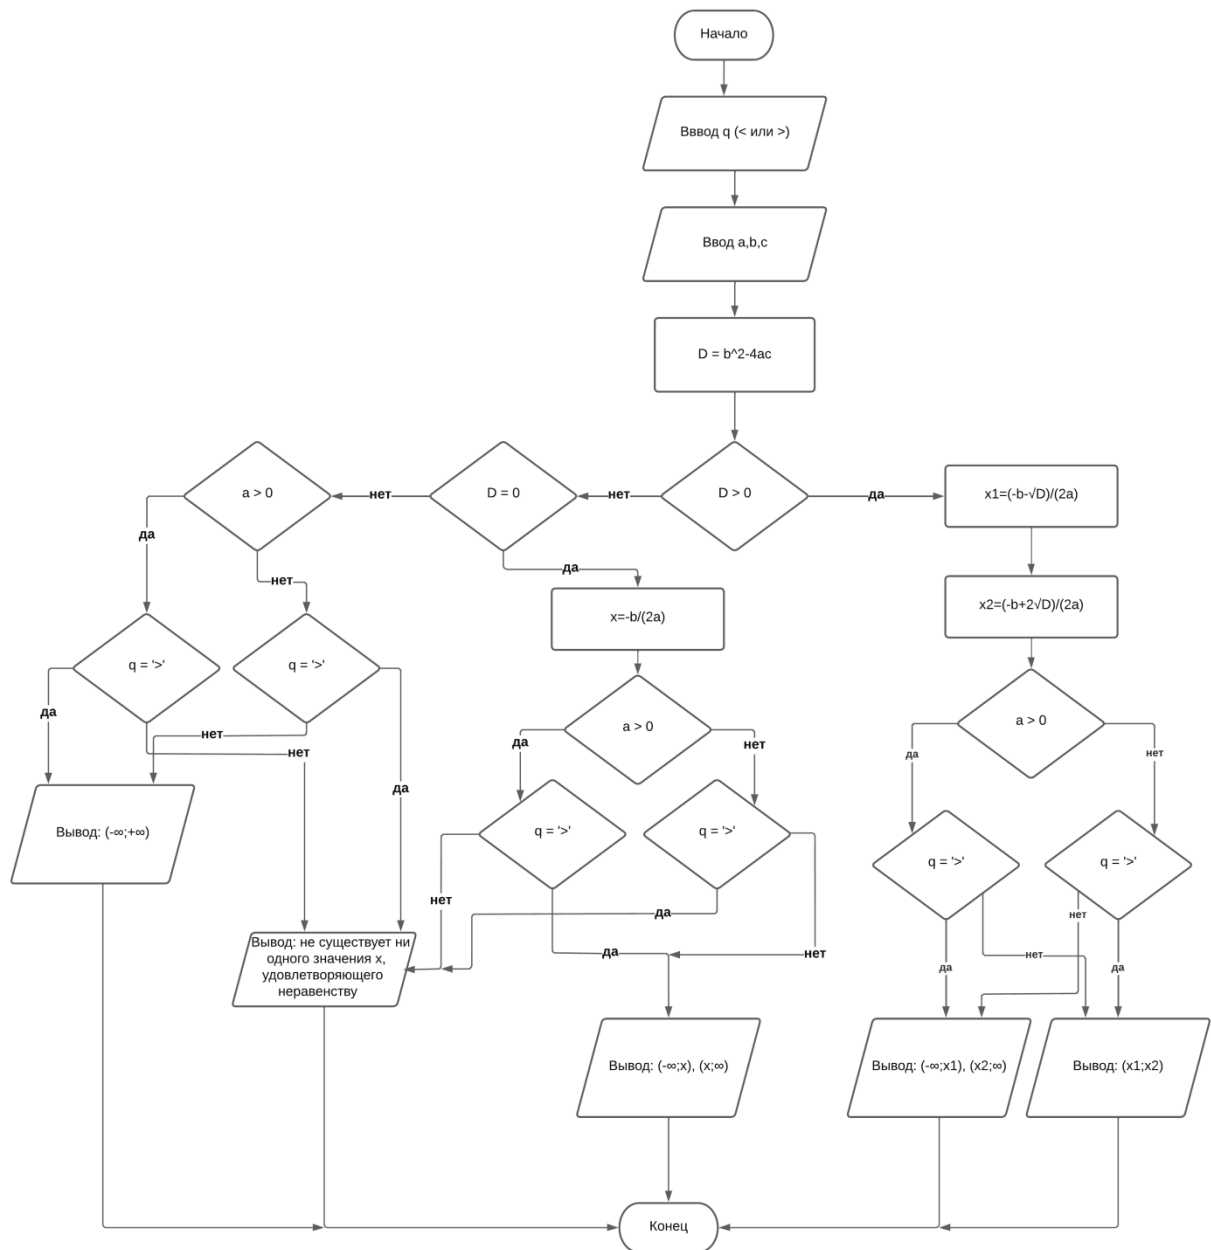 Начало
Вввод q (< или >)
Ввод a,b,c
D = b^2-4ac
a > 0
нет
D = 0
нет
D > 0
да
x1=(-b-√D)/(2a)
да
нет
да
x=-b/(2a)
x2=(-b+2√D)/(2a)
q = '>'
q = '>'
a > 0
a > 0
да
нет
нет
да
нет
да
нет
да
Вывод: (-∞;+∞)
q = '>'
q = '>'
q = '>'
q = '>'
нет
да
нет
Вывод: не существует ни
одного значения x,
удовлетворяющего
неравенству
да
нет
нет
да
да
Вывод: (-∞;x), (x;∞)
Вывод: (-∞;x1), (x2;∞)
Вывод: (x1;x2)
Конец